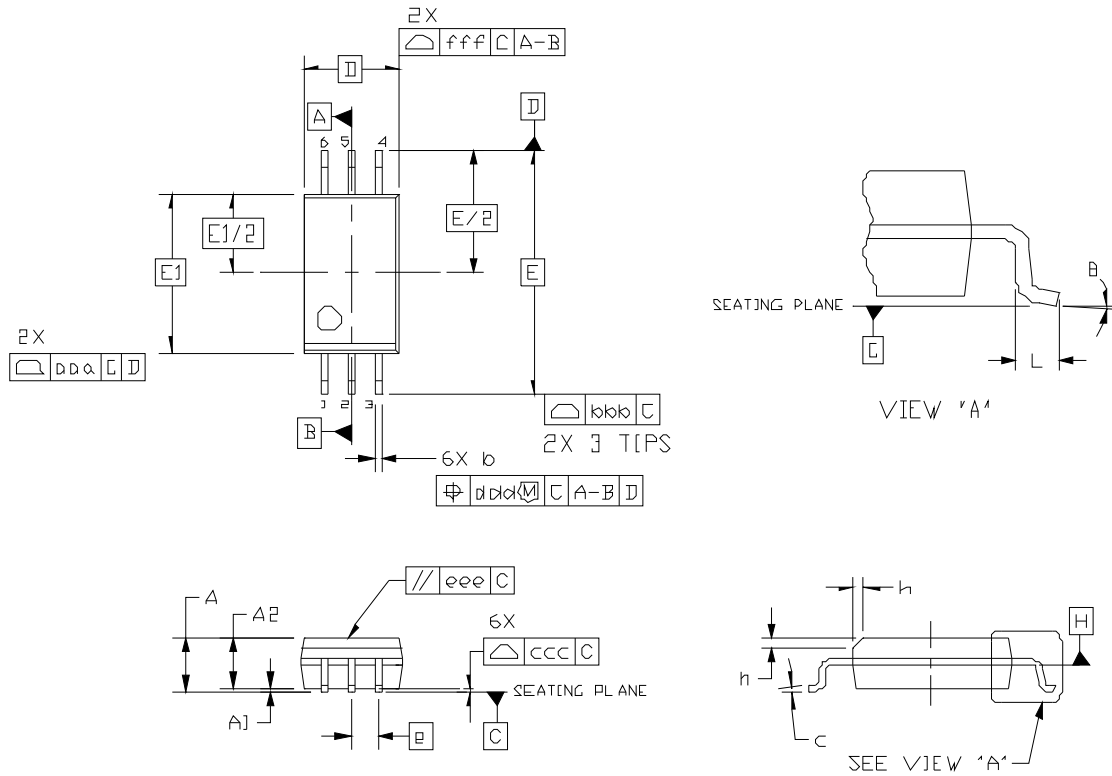 2X
fff C A-B
D
A
D
6 5 4
E1/2
E/2
E1
E
2X
aaa C D
1 2 3
B
bbb C
2X 3 TIPS
6X b
ddd M C A-B D
B
SEATING PLANE
C
L
VIEW "A"
// eee C
A
A2
6X
ccc C
SEATING PLANE
A1
e
C
h
H
h
c
SEE VIEW "A"